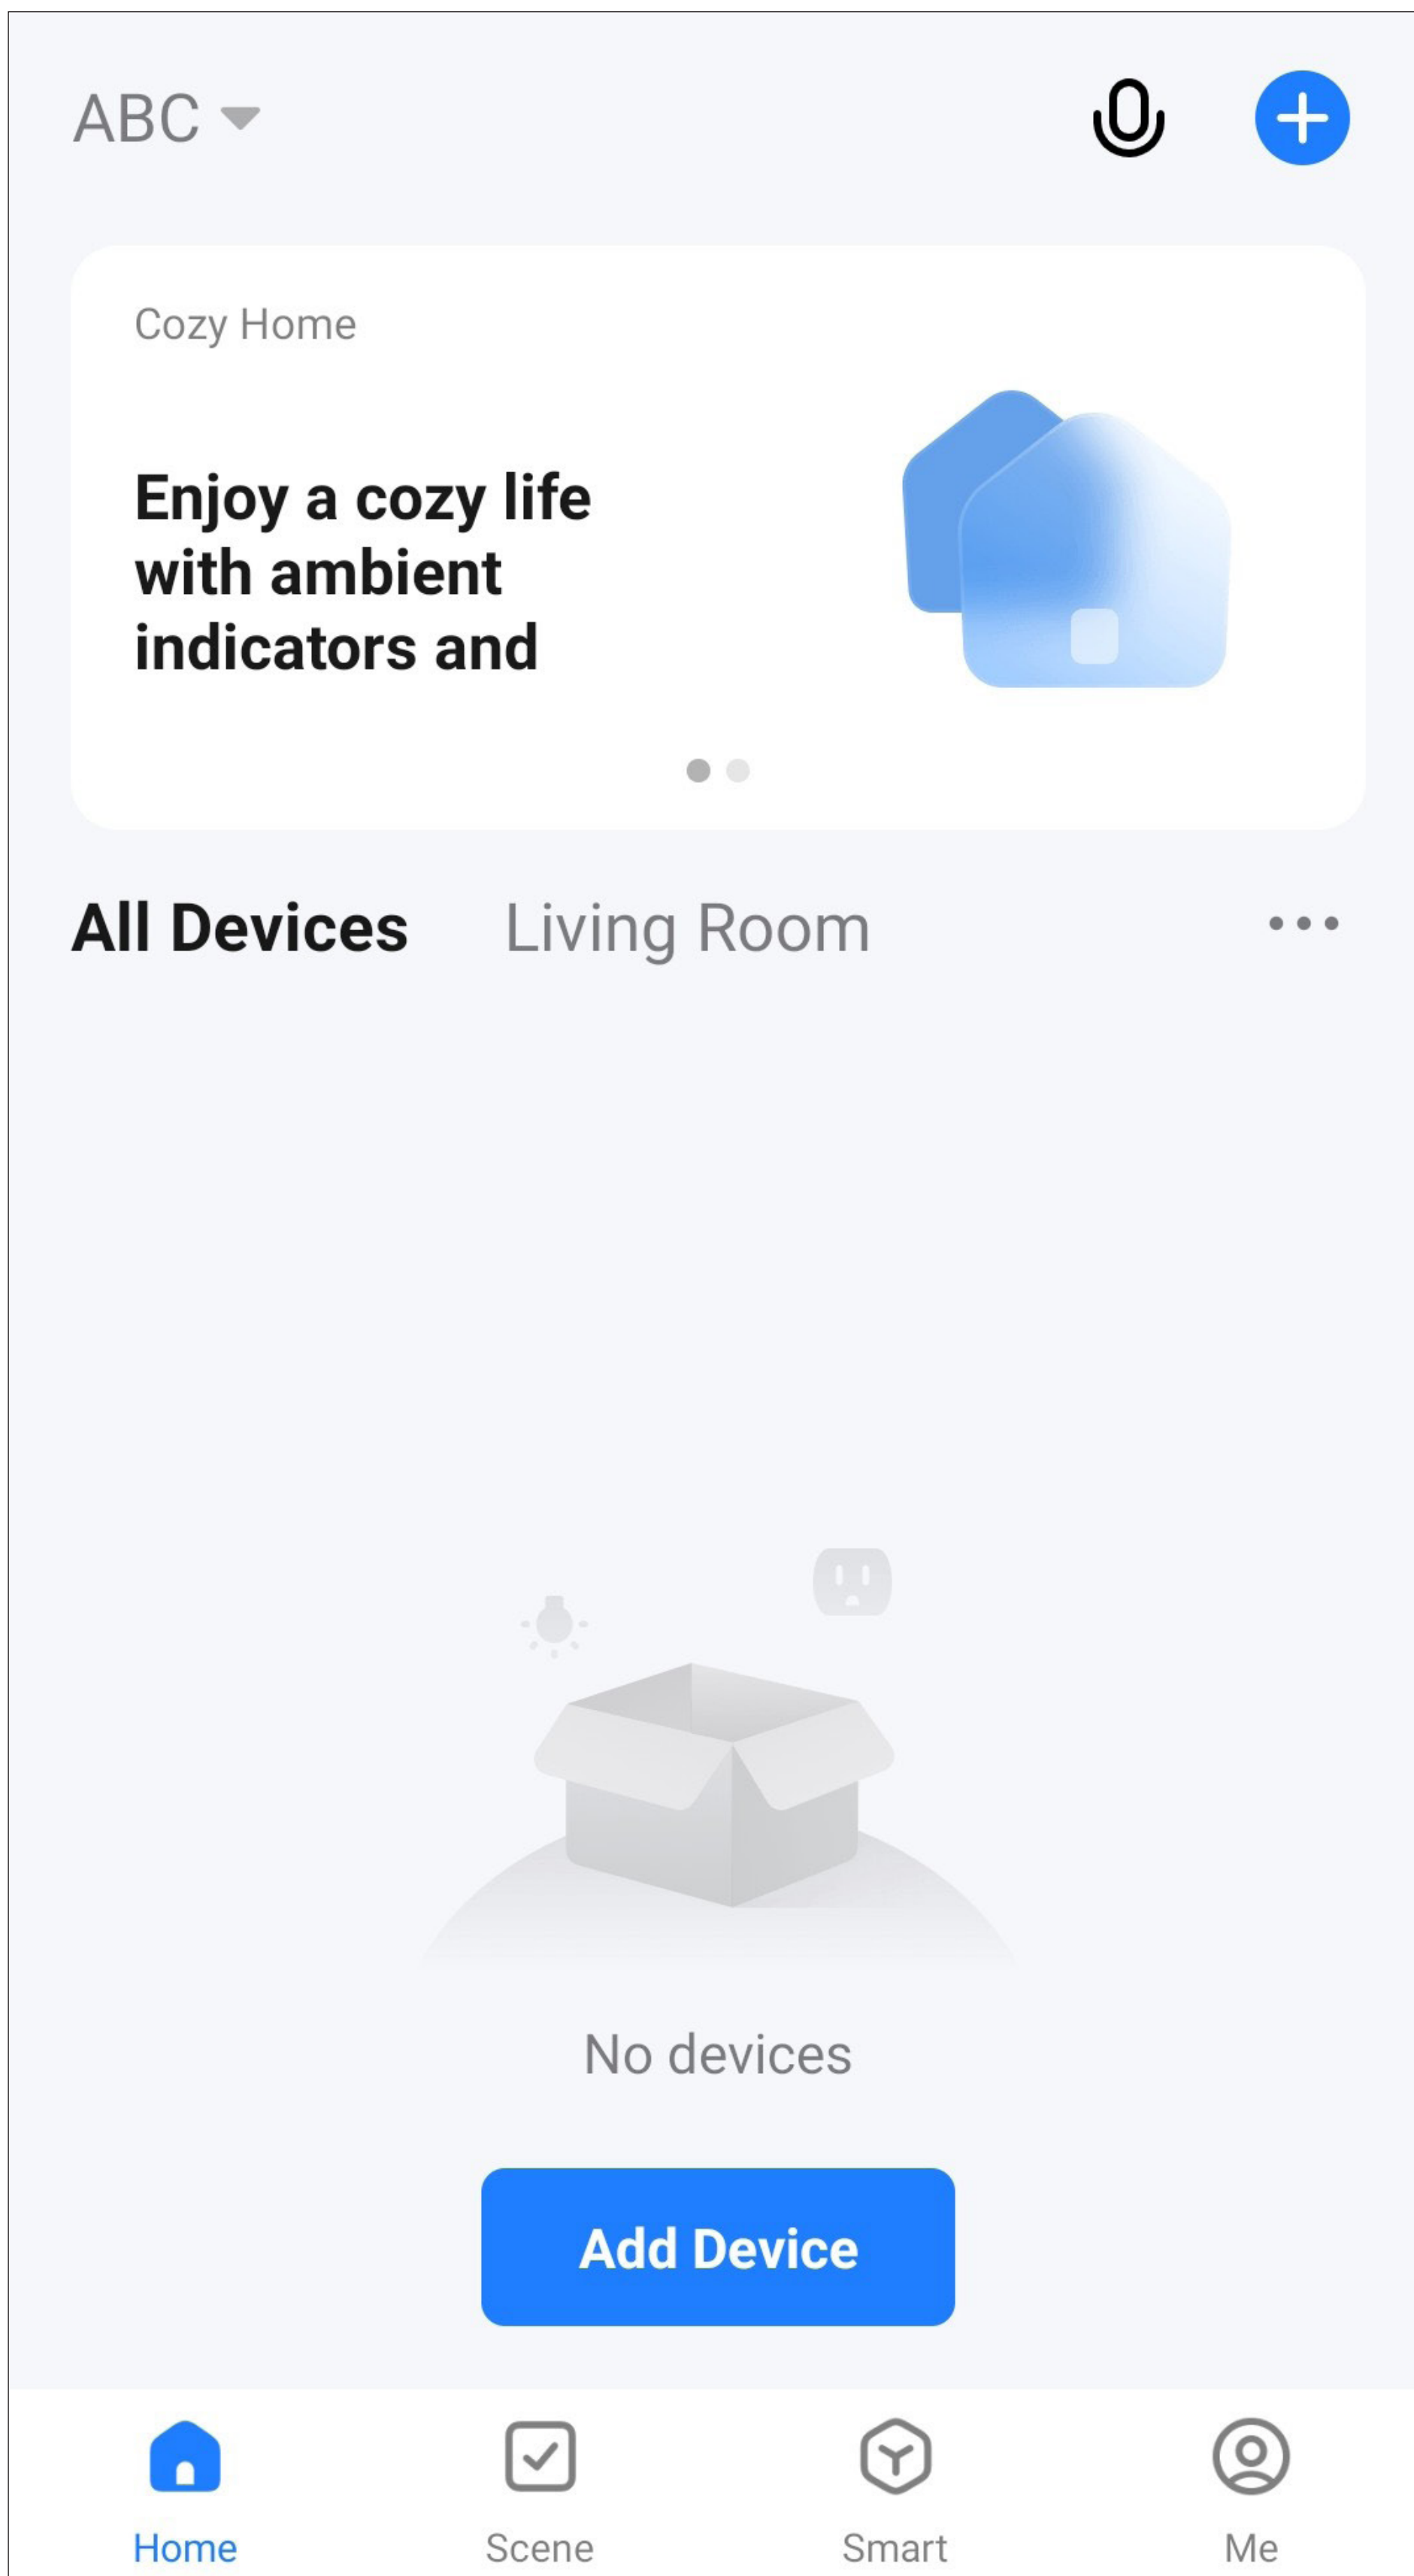 ABC
Cozy Home
Enjoy a cozy life
with ambient
indicators and
All Devices Living Room
No devices
Add Device
Home Scene Smart Me